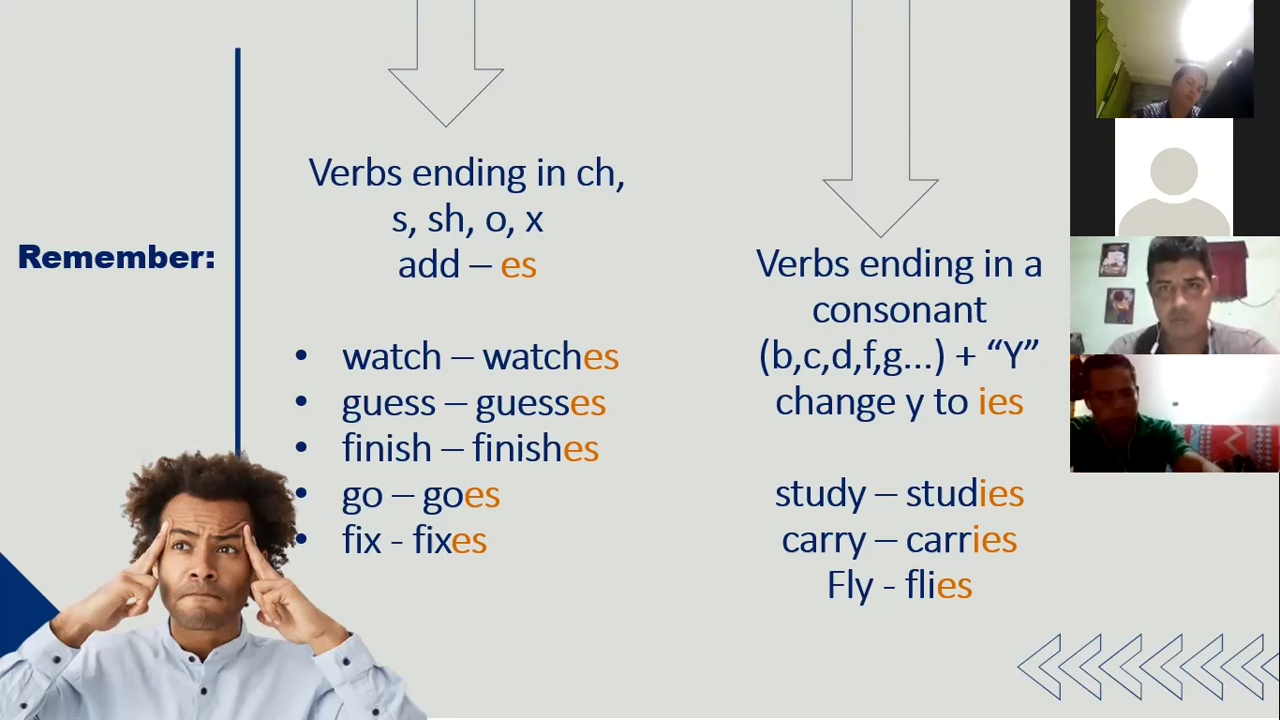 Remember:
Verbs ending in ch,
s, sh, o, x
add – es
• watch – watches
• guess – guesses
• finish – finishes
• go – goes
• fix - fixes
Verbs ending in a
consonant
(b,c,d,f,g...) + “Y”
change y to ies
study – studies
carry – carries
Fly - flies